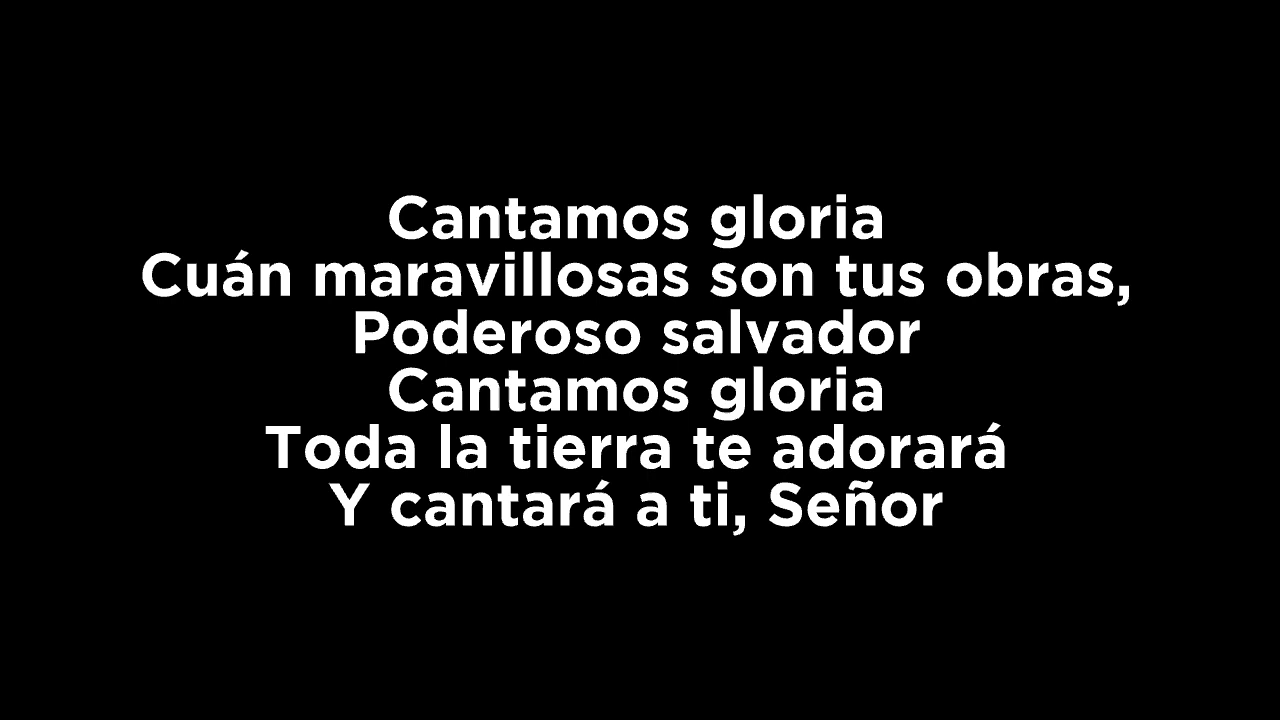 Cantamos gloria
Cuán maravillosas son tus obras,
Poderoso salvador
Cantamos gloria
Toda la tierra te adorará
Y cantará a ti, Señor